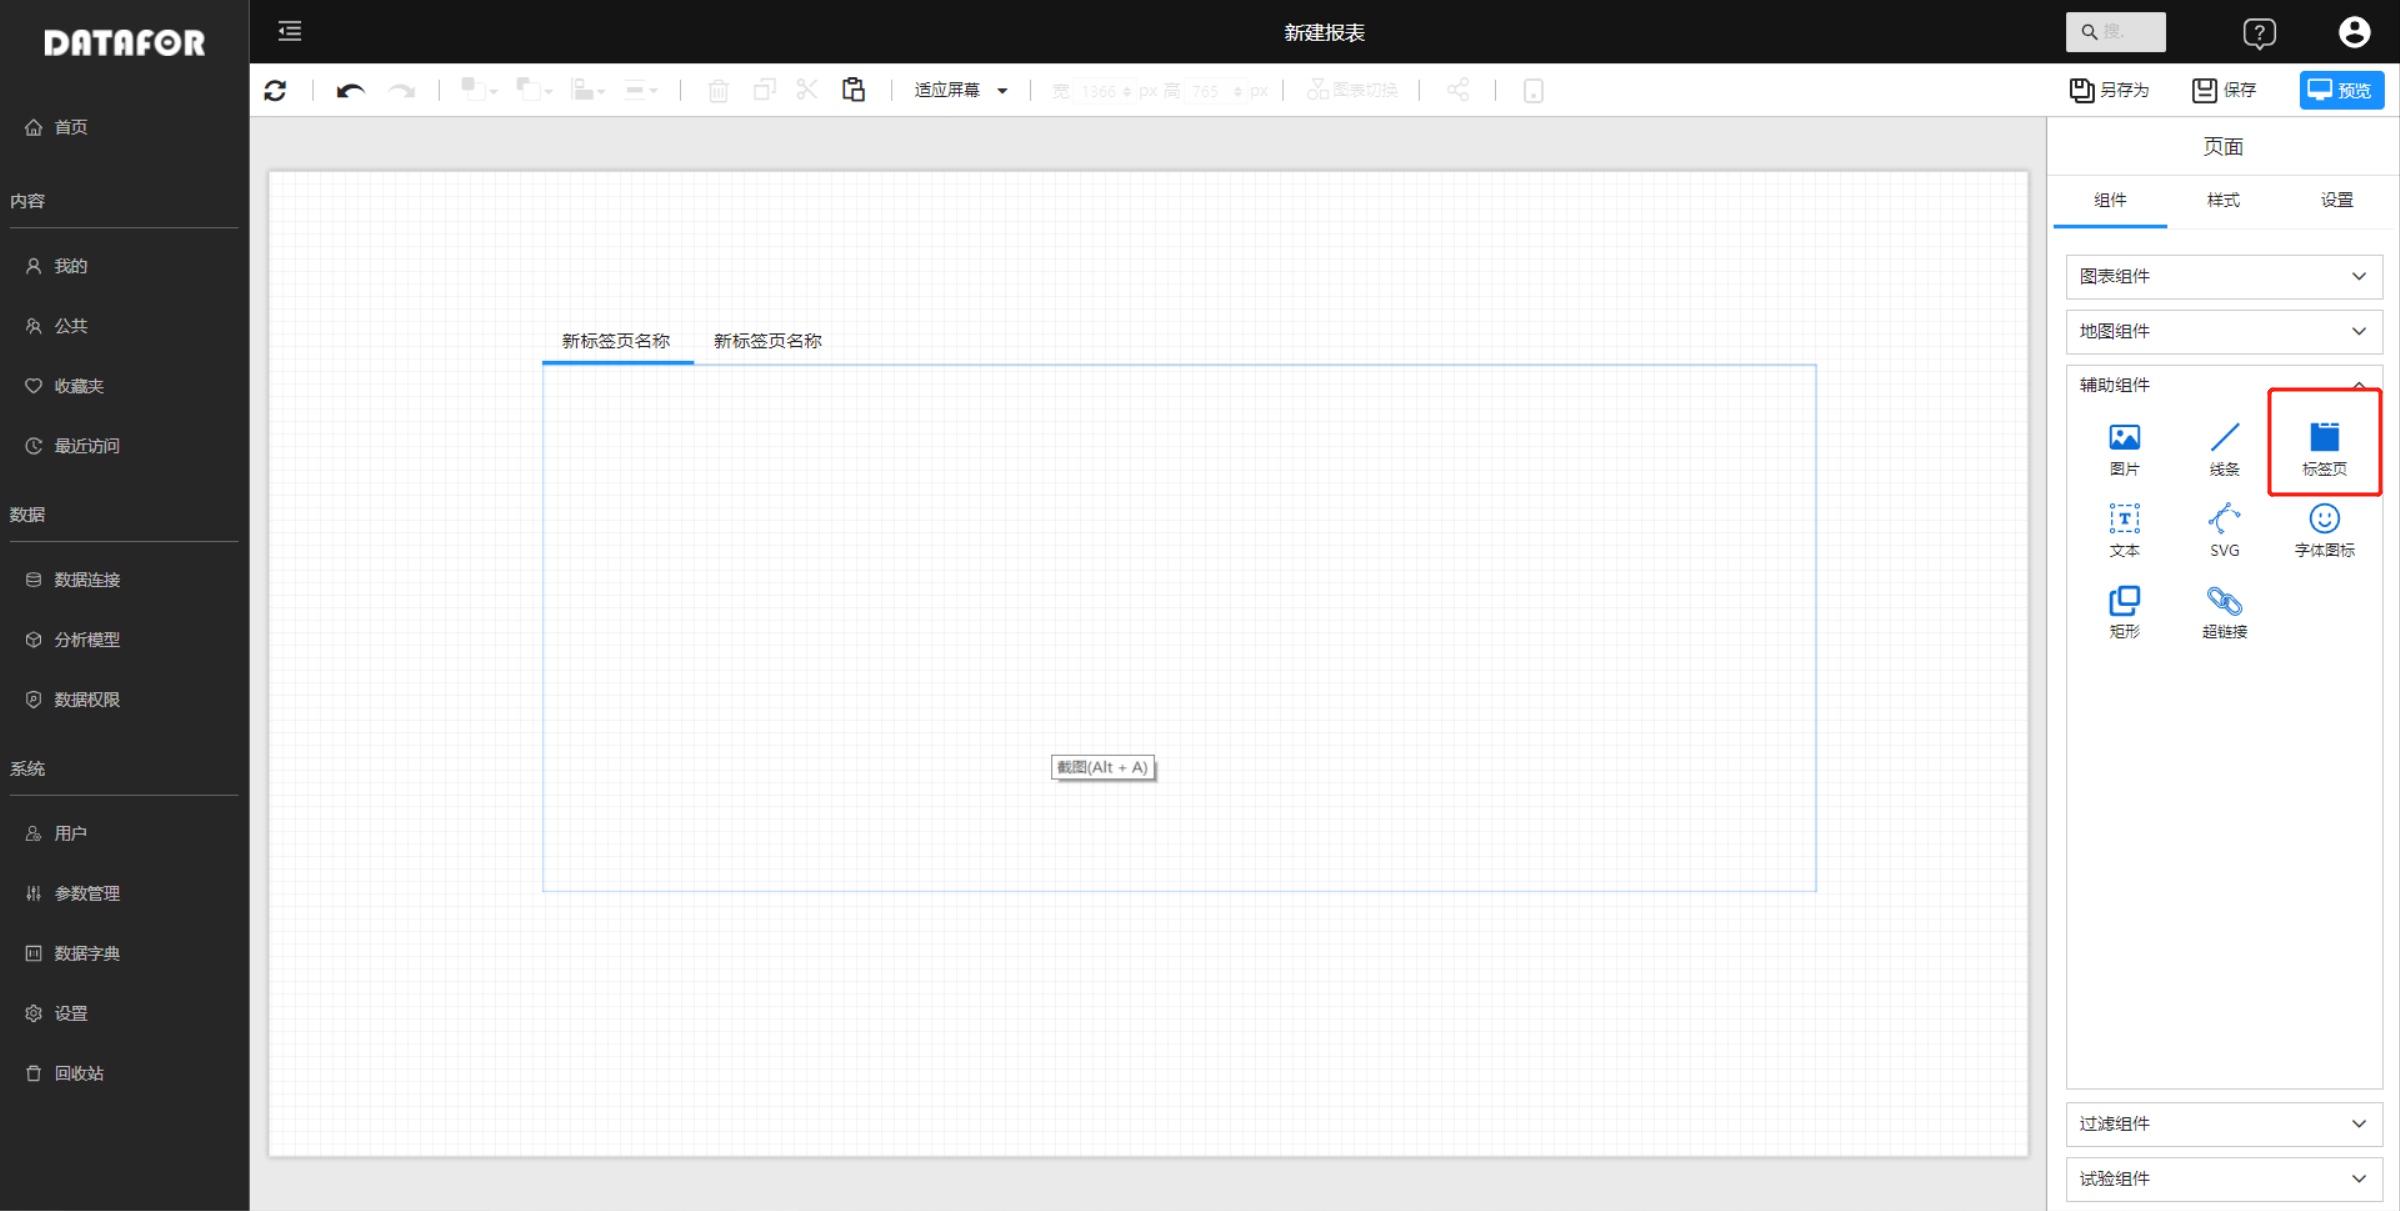 DATAFOR
新建报表
搜.
适应屏幕
宽 1366 px 高 765 px
图表切换
另存为
保存
预览
首页
内容
我的
公共
收藏夹
最近访问
数据
数据连接
分析模型
数据权限
系统
用户
参数管理
数据字典
设置
回收站
新标签页名称 新标签页名称
截图(Alt + A)
页面
组件 样式 设置
图表组件
地图组件
辅助组件
图片 线条 标签页
文本 SVG 字体图标
矩形 超链接
过滤组件
试验组件